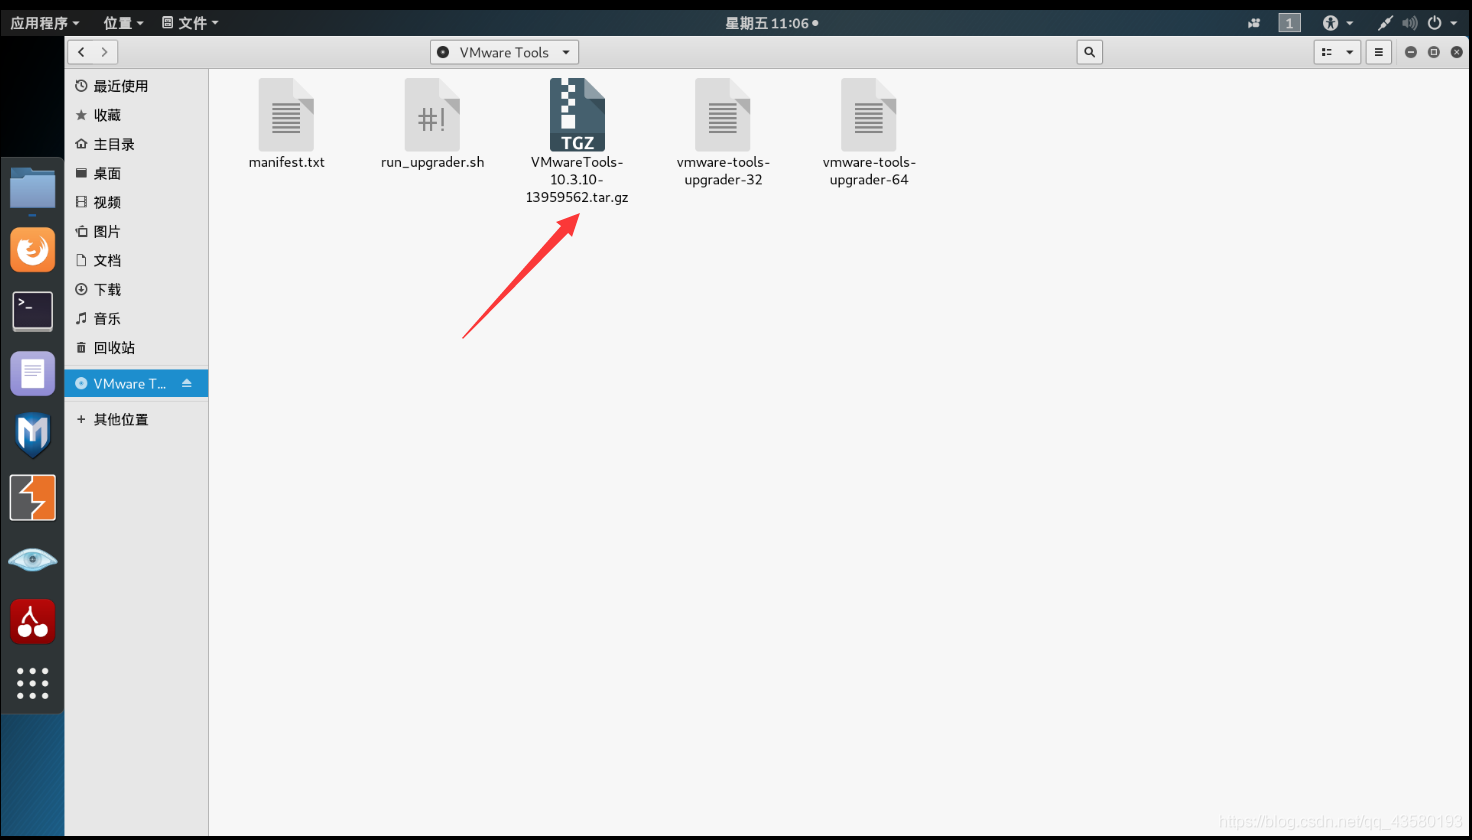 应用程序 位置 文件 星期五 11:06 1
VMware Tools
最近使用
收藏
主目录
桌面
视频
图片
文档
下载
音乐
回收站
VMware T...
其他位置
manifest.txt
#!
run_upgrader.sh
TGZ
VMwareTools-
10.3.10-
13959562.tar.gz
vmware-tools-
upgrader-32
vmware-tools-
upgrader-64
>_
https://blog.csdn.net/qq_43580193